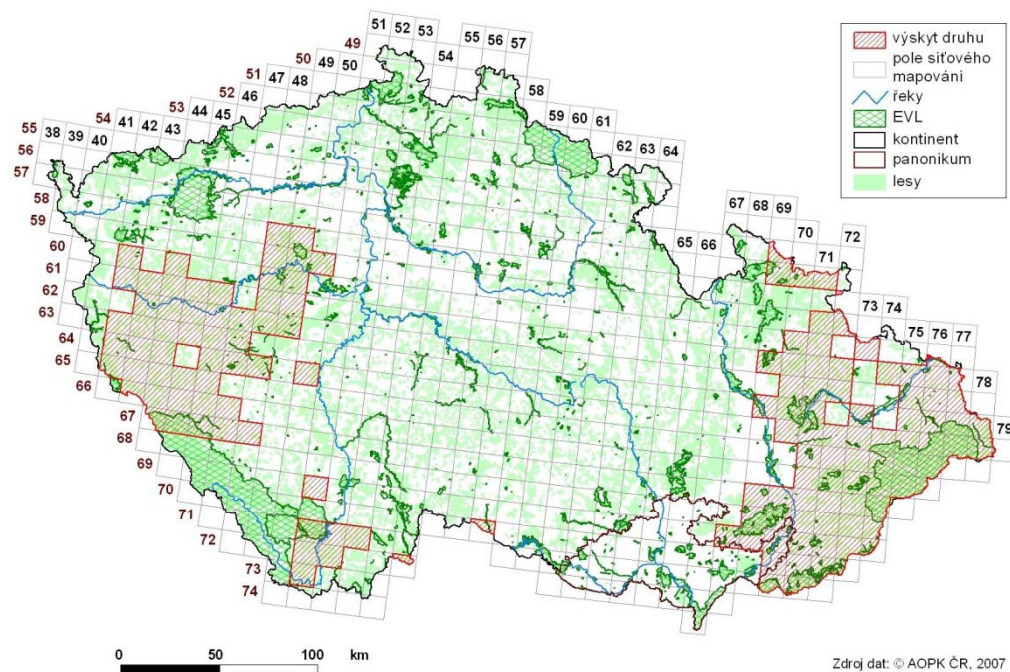 51 52 53
55 56 57
49
54
50 49 50
51 47 48
58
52 46
53 44 45
59 60 61
54 41 42 43
62 63 64
55 38 39 40
56
57
58
59
60
61
62
63
64
65
66
67
68
69
70
71
72
73
74
65 66
67 68 69
70
71
72
73 74
75 76 77
78
79
výskyt druhu
pole síťového
mapování
řeky
EVL
kontinent
panonikum
lesy
0 50 100 km
Zdroj dat: © AOPK ČR, 2007